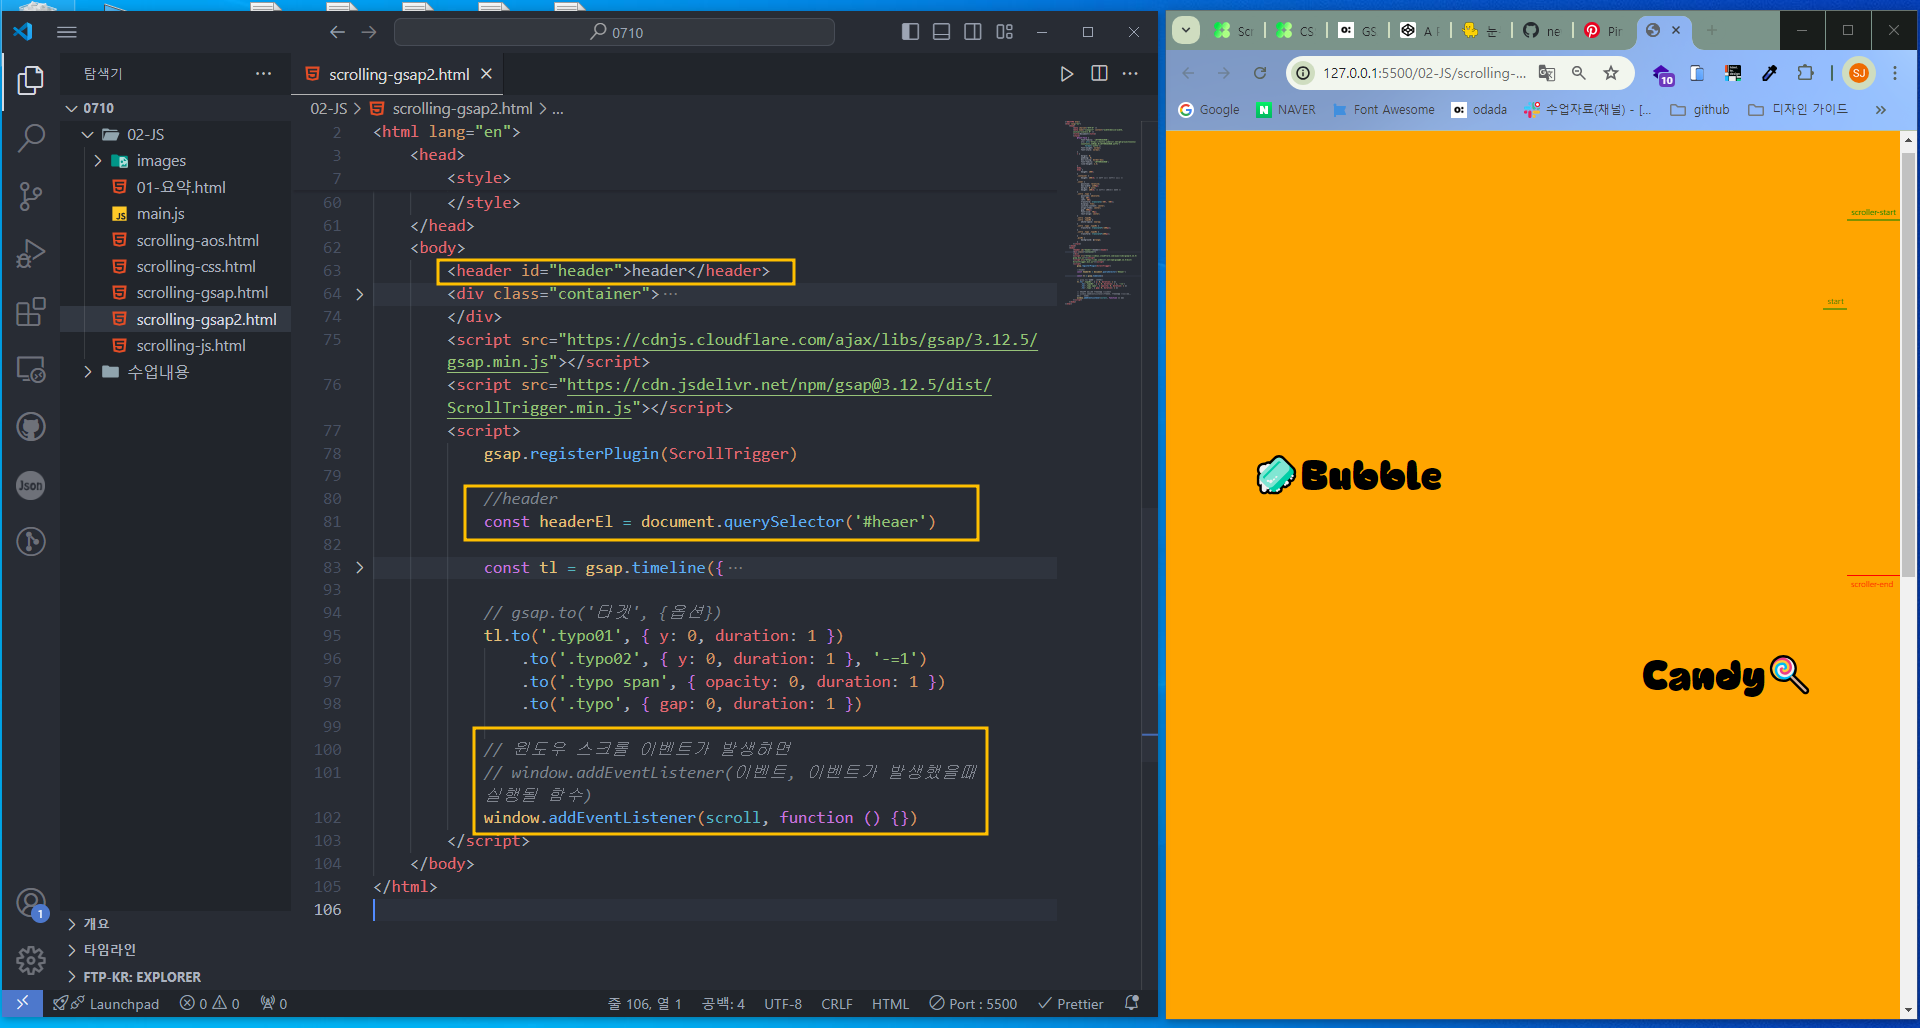 0710
탐색기
scrolling-gsap2.html
0710
02-JS
images
01-요약.html
main.js
scrolling-aos.html
scrolling-css.html
scrolling-gsap.html
scrolling-gsap2.html
scrolling-js.html
수업내용
개요
타임라인
FTP-KR: EXPLORER
02-JS > scrolling-gsap2.html > ...
2 <html lang="en">
3 <head>
7 <style>
60 </style>
61 </head>
62 <body>
63 <header id="header">header</header>
64 <div class="container">···
74 </div>
75 <script src="https://cdnjs.cloudflare.com/ajax/libs/gsap/3.12.5/
gsap.min.js"></script>
76 <script src="https://cdn.jsdelivr.net/npm/gsap@3.12.5/dist/
ScrollTrigger.min.js"></script>
77 <script>
78 gsap.registerPlugin(ScrollTrigger)
79
80 //header
81 const headerEl = document.querySelector('#heaer')
82
83 const tl = gsap.timeline({···
93
94 // gsap.to('타겟', {옵션})
95 tl.to('.typo01', { y: 0, duration: 1 })
96 .to('.typo02', { y: 0, duration: 1 }, '-=1')
97 .to('.typo span', { opacity: 0, duration: 1 })
98 .to('.typo', { gap: 0, duration: 1 })
99
100 // 윈도우 스크롤 이벤트가 발생하면
101 // window.addEventListener(이벤트, 이벤트가 발생했을때
실행될 함수)
102 window.addEventListener(scroll, function () {})
103 </script>
104 </body>
105 </html>
106
Json
1
Launchpad 0 0 0
줄 106, 열 1 공백: 4 UTF-8 CRLF HTML Port : 5500 Prettier
Scr CS GS A눈 ne Pir
127.0.0.1:5500/02-JS/scrolling-...
10
SJ
Google NAVER Font Awesome odada 수업자료(채널) - [... github 디자인 가이드
scroller-start
start
Bubble
scroller-end
Candy